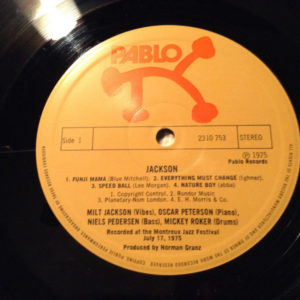 PABLO
Side 1
2310 753
STEREO
℗ 1975
Pablo Records
JACKSON
1. FUNJI MAMA (Blue Mitchell). 2. EVERYTHING MUST CHANGE (Ighner).
3. SPEED BALL (Lee Morgan). 4. NATURE BOY (ahbez)
1. Copyright Control. 2. Rondor Music.
3. Planetary-Nom London. 4. E. H. Morris & Co.
MILT JACKSON (Vibes), OSCAR PETERSON (Piano),
NIELS PEDERSEN (Bass), MICKEY ROKER (Drums)
Recorded at the Montreux Jazz Festival
July 17, 1975
Produced by Norman Granz